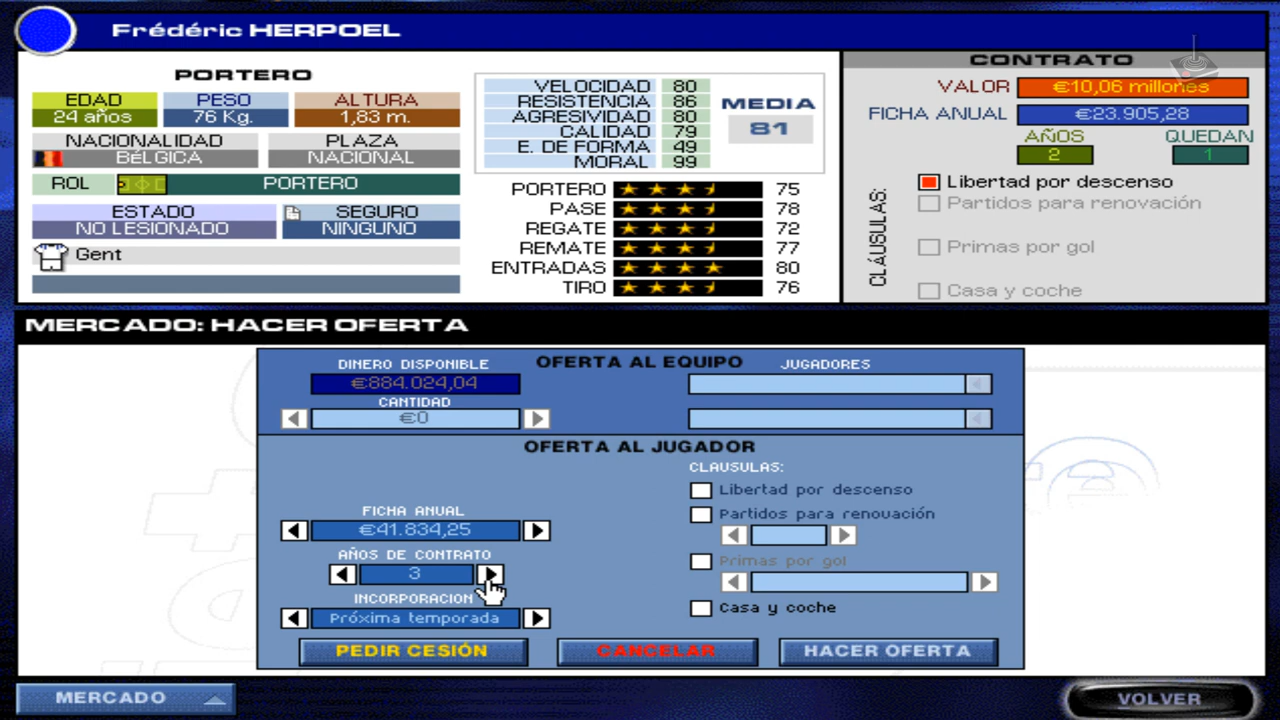 Frédéric HERPOEL
PORTERO
EDAD
24 años
PESO
76 Kg.
ALTURA
1,83 m.
NACIONALIDAD
BéLGICA
PLAZA
NACIONAL
ROL
PORTERO
ESTADO
NO LESIONADO
SEGURO
NINGUNO
Gent
VELOCIDAD 80
RESISTENCIA 86
AGRESIVIDAD 80
CALIDAD 79
E. DE FORMA 49
MORAL 99
MEDIA
81
PORTERO 75
PASE 78
REGATE 72
REMATE 77
ENTRADAS 80
TIRO 76
CONTRATO
VALOR €10,06 millones
FICHA ANUAL €23.905,28
AÑOS QUEDAN
2 1
CLÁUSULAS:
Libertad por descenso
Partidos para renovación
Primas por gol
Casa y coche
MERCADO: HACER OFERTA
OFERTA AL EQUIPO
DINERO DISPONIBLE
€884.024,04
CANTIDAD
€0
JUGADORES
OFERTA AL JUGADOR
FICHA ANUAL
€41.834,25
AÑOS DE CONTRATO
3
INCORPORACION
Próxima temporada
CLAUSULAS:
Libertad por descenso
Partidos para renovación
Primas por gol
Casa y coche
PEDIR CESIÓN
CANCELAR
HACER OFERTA
MERCADO
VOLVER